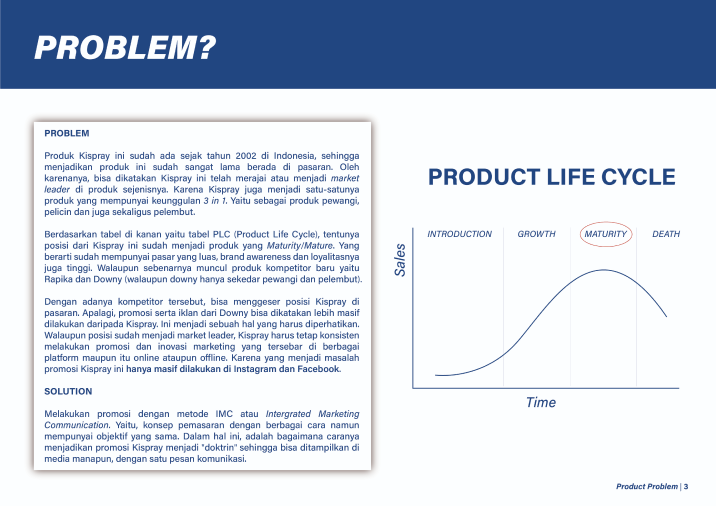 PROBLEM?
PROBLEM
Produk Kispray ini sudah ada sejak tahun 2002 di Indonesia, sehingga
menjadikan produk ini sudah sangat lama berada di pasaran. Oleh
karenanya, bisa dikatakan Kispray ini telah merajai atau menjadi market
leader di produk sejenisnya. Karena Kispray juga menjadi satu-satunya
produk yang mempunyai keunggulan 3 in 1. Yaitu sebagai produk pewangi,
pelicin dan juga sekaligus pelembut.
Berdasarkan tabel di kanan yaitu tabel PLC (Product Life Cycle), tentunya
posisi dari Kispray ini sudah menjadi produk yang Maturity/Mature. Yang
berarti sudah mempunyai pasar yang luas, brand awareness dan loyalitasnya
juga tinggi. Walaupun sebenarnya muncul produk kompetitor baru yaitu
Rapika dan Downy (walaupun downy hanya sekedar pewangi dan pelembut).
Dengan adanya kompetitor tersebut, bisa menggeser posisi Kispray di
pasaran. Apalagi, promosi serta iklan dari Downy bisa dikatakan lebih masif
dilakukan daripada Kispray. Ini menjadi sebuah hal yang harus diperhatikan.
Walaupun posisi sudah menjadi market leader, Kispray harus tetap konsisten
melakukan promosi dan inovasi marketing yang tersebar di berbagai
platform maupun itu online ataupun offline. Karena yang menjadi masalah
promosi Kispray ini hanya masif dilakukan di Instagram dan Facebook.
SOLUTION
Melakukan promosi dengan metode IMC atau Intergrated Marketing
Communication. Yaitu, konsep pemasaran dengan berbagai cara namun
mempunyai objektif yang sama. Dalam hal ini, adalah bagaimana caranya
menjadikan promosi Kispray menjadi "doktrin" sehingga bisa ditampilkan di
media manapun, dengan satu pesan komunikasi.
PRODUCT LIFE CYCLE
INTRODUCTION GROWTH MATURITY DEATH
Sales
Time
Product Problem | 3